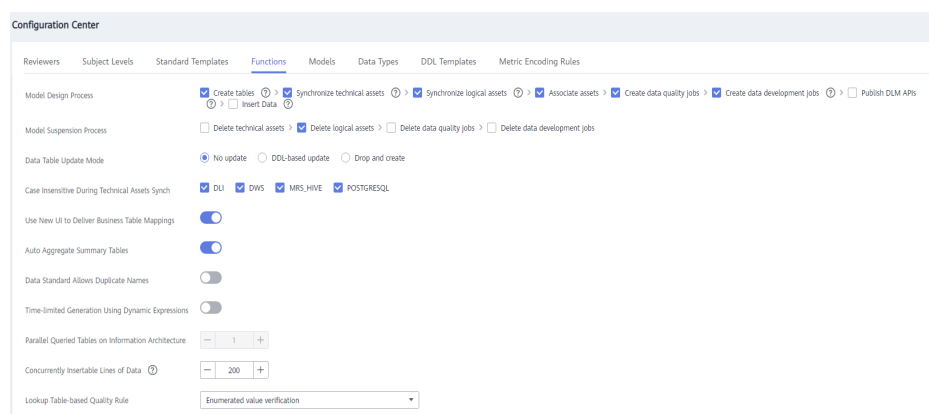 Configuration Center
Reviewers Subject Levels Standard Templates Functions Models Data Types DDL Templates Metric Encoding Rules
Model Design Process Create tables ? > Synchronize technical assets ? > Synchronize logical assets ? > Associate assets > Create data quality jobs > Create data development jobs ? > Publish DLM APIs
? > Insert Data ?
Model Suspension Process Delete technical assets > Delete logical assets > Delete data quality jobs > Delete data development jobs
Data Table Update Mode No update DDL-based update Drop and create
Case Insensitive During Technical Assets Synch DLI DWS MRS_HIVE POSTGRESQL
Use New UI to Deliver Business Table Mappings
Auto Aggregate Summary Tables
Data Standard Allows Duplicate Names
Time-limited Generation Using Dynamic Expressions
Parallel Queried Tables on Information Architecture − 1 +
Concurrently Insertable Lines of Data ? − 200 +
Lookup Table-based Quality Rule Enumerated value verification